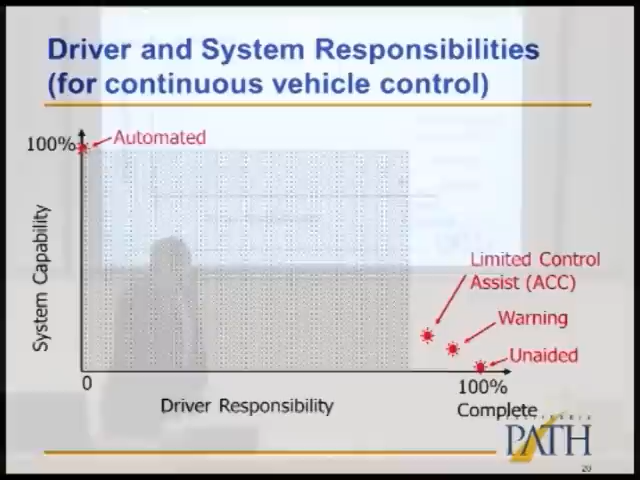 Driver and System Responsibilities
(for continuous vehicle control)
100%
Automated
System Capability
Limited Control
Assist (ACC)
Warning
Unaided
0
100%
Driver Responsibility
Complete
CALIFORNIA
PATH
20